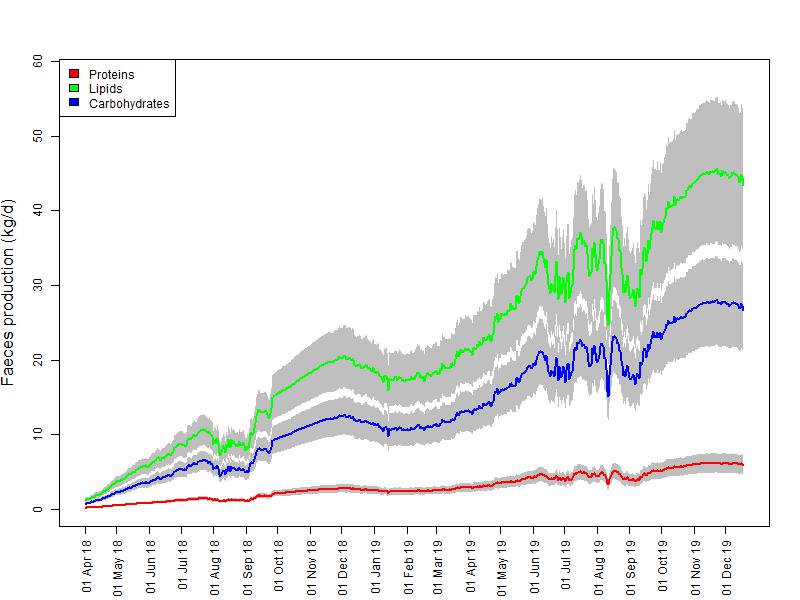 Proteins
Lipids
Carbohydrates
Faeces production (kg/d)
60
50
40
30
20
10
0
01 Apr 18
01 May 18
01 Jun 18
01 Jul 18
01 Aug 18
01 Sep 18
01 Oct 18
01 Nov 18
01 Dec 18
01 Jan 19
01 Feb 19
01 Mar 19
01 Apr 19
01 May 19
01 Jun 19
01 Jul 19
01 Aug 19
01 Sep 19
01 Oct 19
01 Nov 19
01 Dec 19